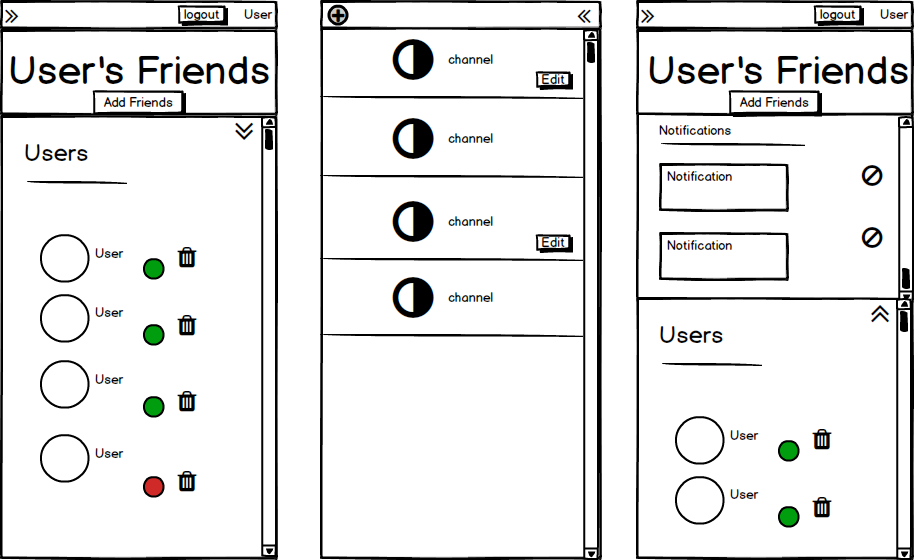 logout User
User's Friends
Add Friends
Users
User
User
User
User
channel
Edit
channel
channel
Edit
channel
logout User
User's Friends
Add Friends
Notifications
Notification
Notification
Users
User
User